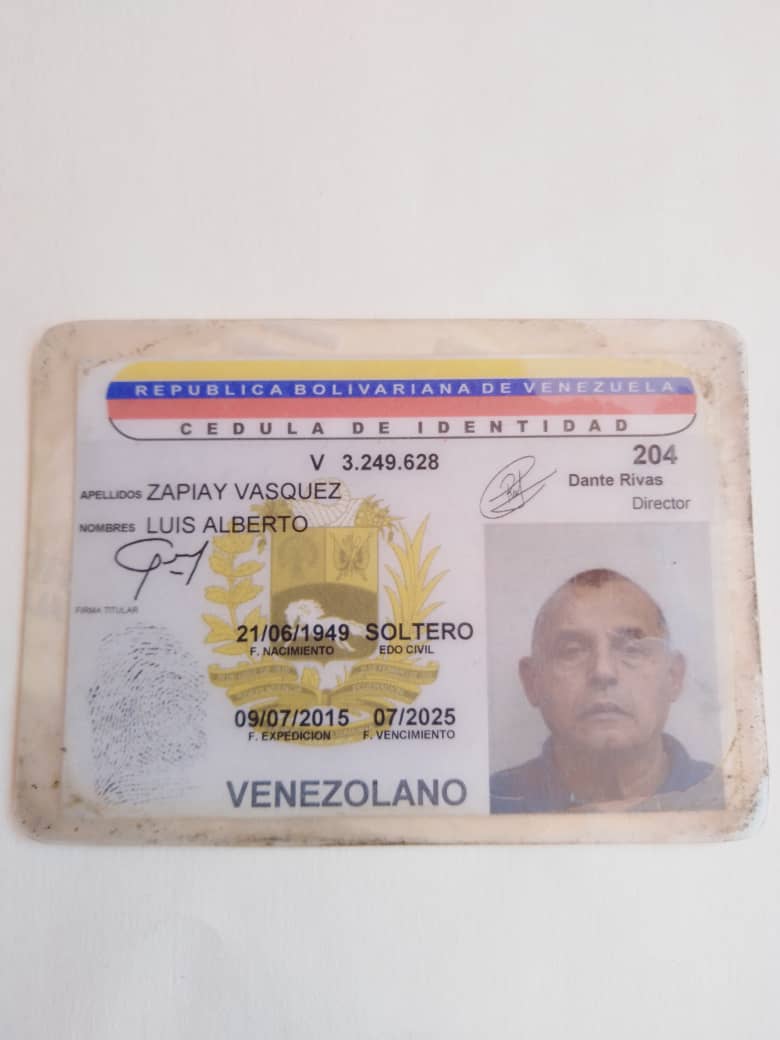 REPUBLICA BOLIVARIANA DE VENEZUELA
CEDULA DE IDENTIDAD
V 3.249.628
204
Dante Rivas
Director
APELLIDOS ZAPIAY VASQUEZ
NOMBRES LUIS ALBERTO
FIRMA TITULAR
21/06/1949 SOLTERO
F. NACIMIENTO EDO CIVIL
09/07/2015 07/2025
F. EXPEDICION F. VENCIMIENTO
VENEZOLANO